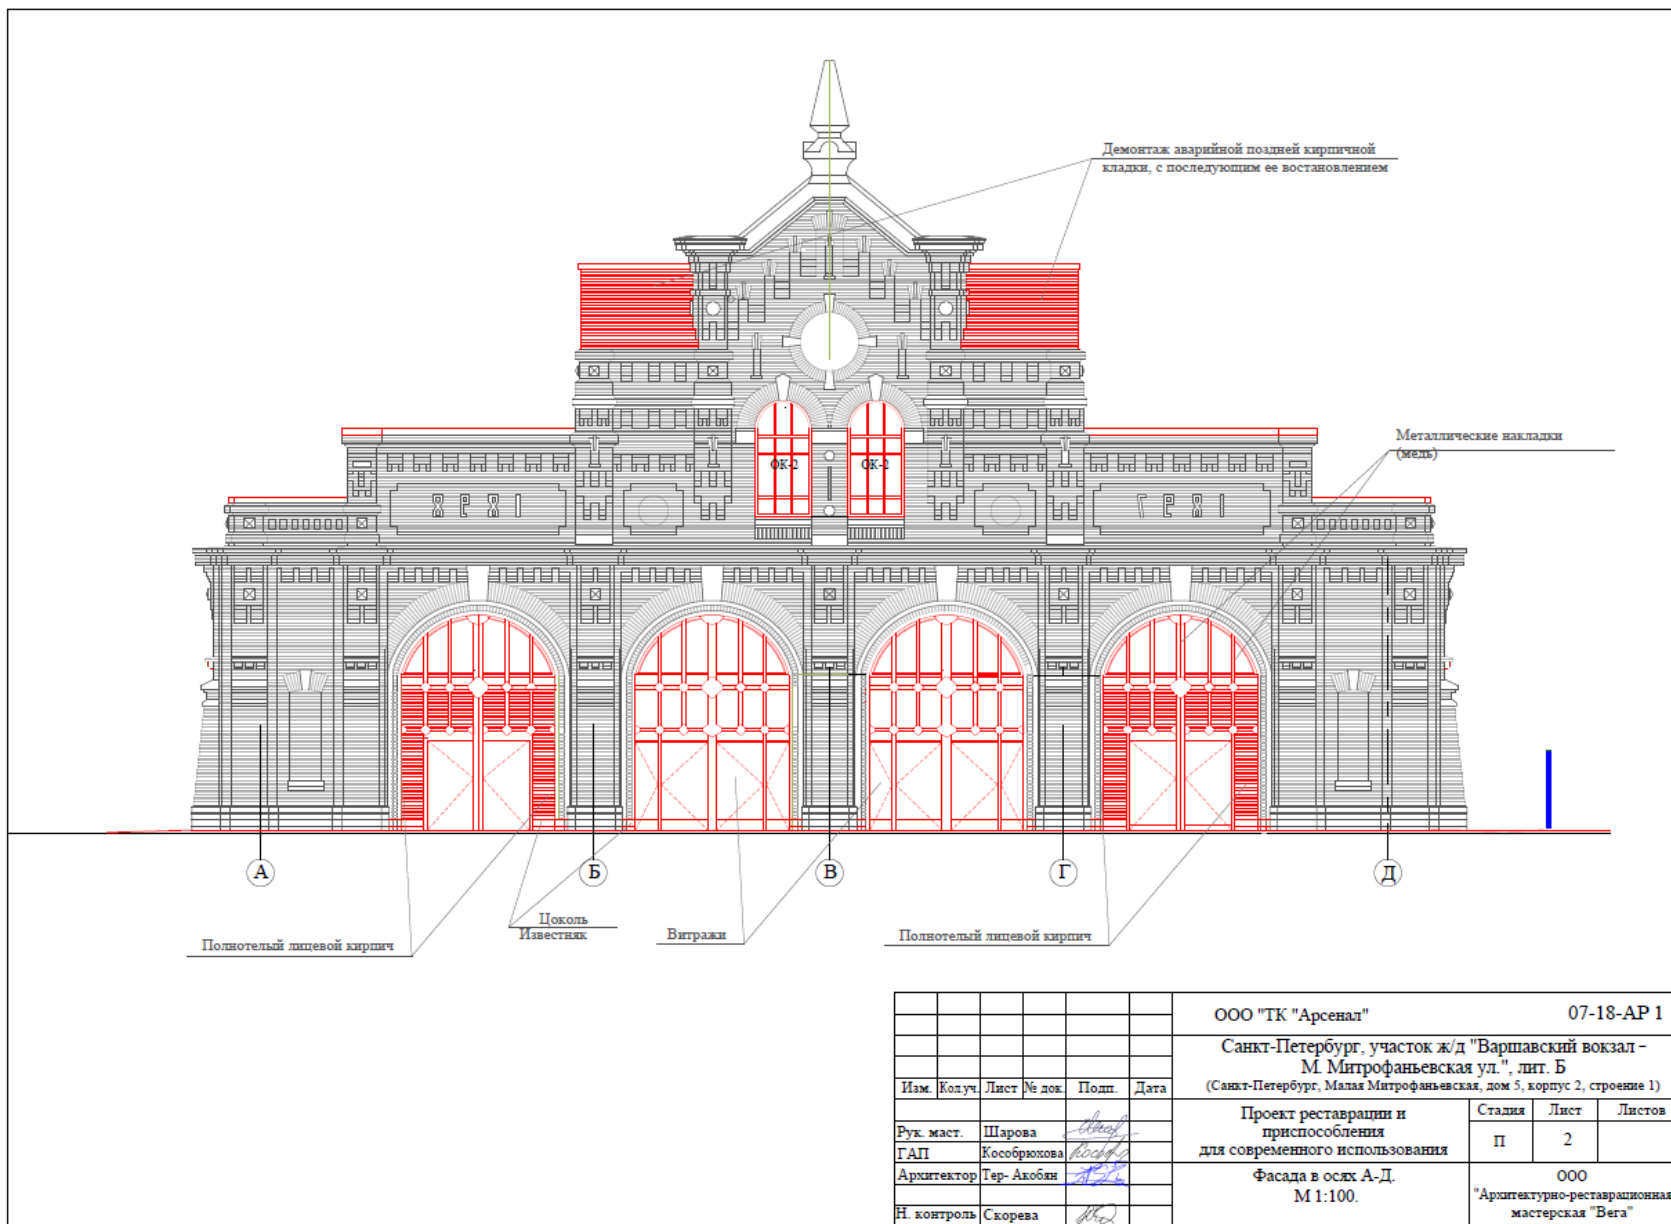 Демонтаж аварийной поздней кирпичной
кладки, с последующим ее востановлением
Металлические накладки
(медь)
ОК-2
ОК-2
А
Б
В
Г
Д
Цоколь
Известняк
Витражи
Полнотелый лицевой кирпич
Полнотелый лицевой кирпич
ООО "ТК "Арсенал"
07-18-АР 1
Санкт-Петербург, участок ж/д "Варшавский вокзал -
М. Митрофаньевская ул.", лит. Б
(Санкт-Петербург, Малая Митрофаньевская, дом 5, корпус 2, строение 1)
Изм. Кол.уч. Лист № док. Подп. Дата
Проект реставрации и
приспособления
для современного использования
Стадия Лист Листов
П 2
Рук. маст. Шарова
ГАП Кособрюхова
Архитектор Тер- Акобян
Н. контроль Скорева
Фасада в осях А-Д.
М 1:100.
ООО
"Архитектурно-реставрационная
мастерская "Вега"